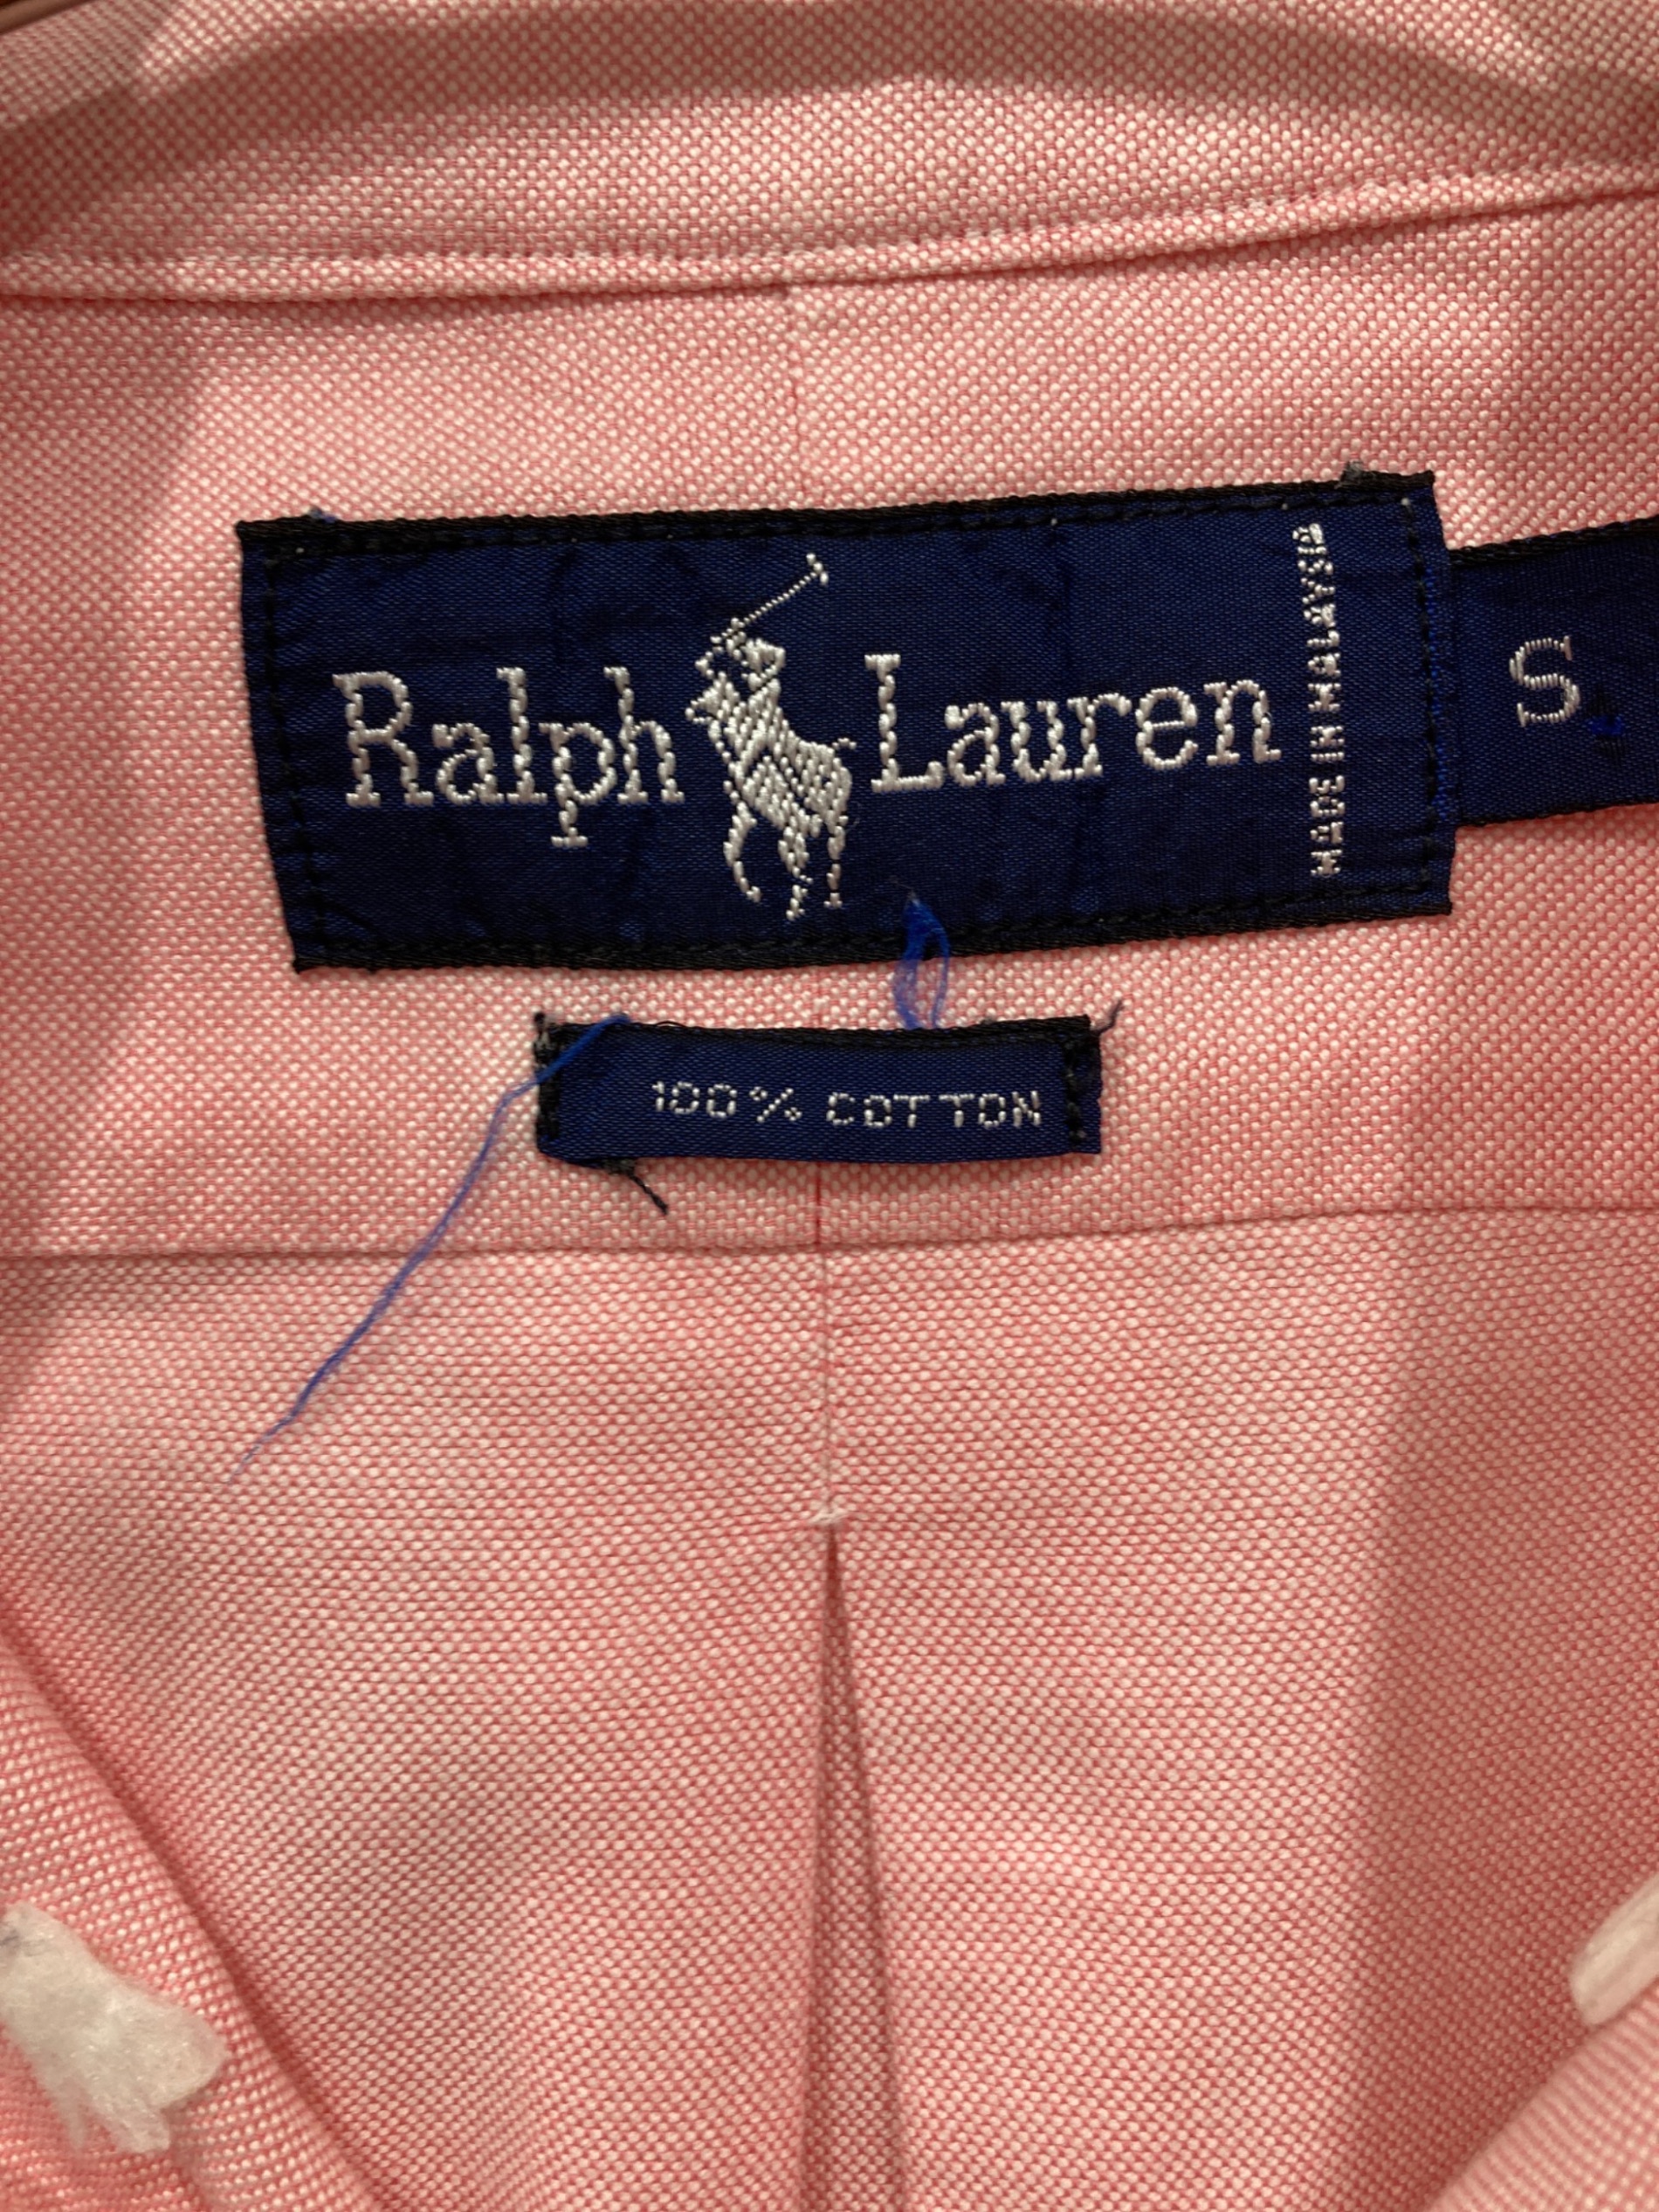 Ralph Lauren
MADE IN MALAYSIA
S
100% COTTON